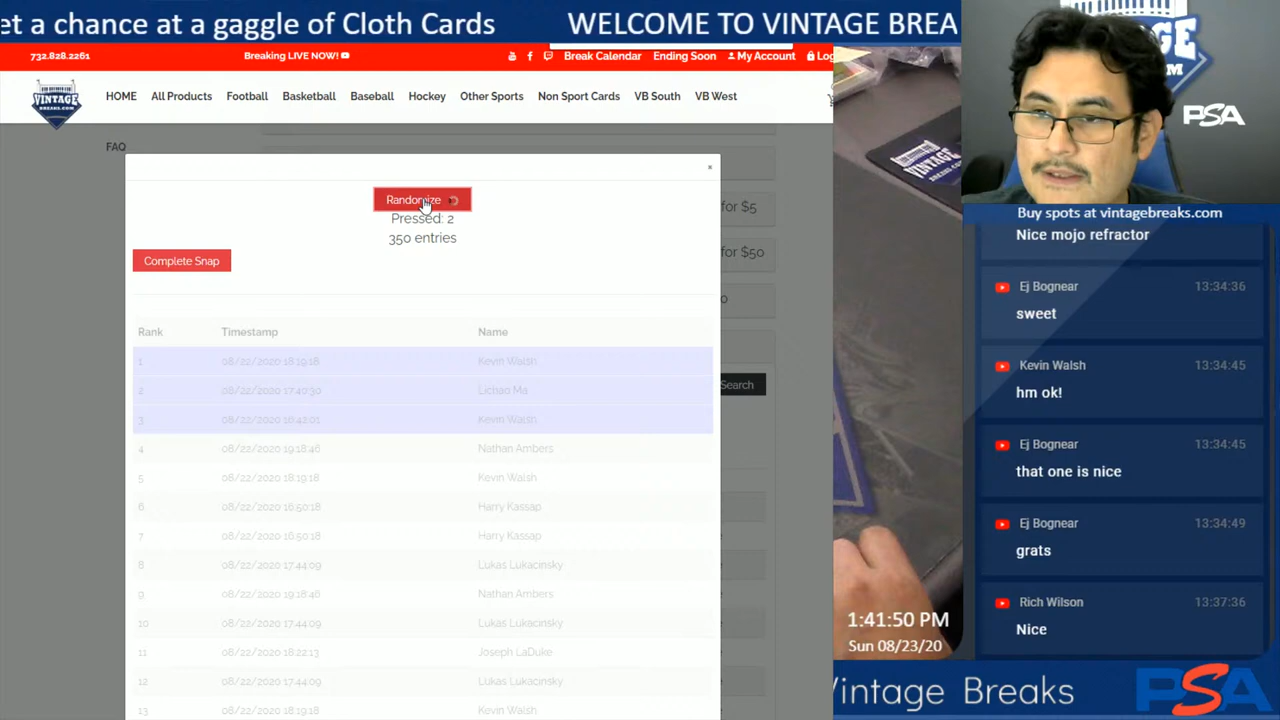 et a chance at a gaggle of Cloth Cards WELCOME TO VINTAGE BREA
732.828.2261 Breaking LIVE NOW! Break Calendar Ending Soon My Account Log
VINTAGE
HOME All Products Football Basketball Baseball Hockey Other Sports Non Sport Cards VB South VB West
FAQ
×
Randomize
Pressed: 2
350 entries
Complete Snap
for $5
for $50
0
Search
Rank Timestamp Name
1 08/22/2020 18:19:18 Kevin Walsh
2 08/22/2020 17:40:30 Lichao Ma
3 08/22/2020 16:42:01 Kevin Walsh
4 08/22/2020 19:18:46 Nathan Ambers
5 08/22/2020 18:19:18 Kevin Walsh
6 08/22/2020 16:50:18 Harry Kassap
7 08/22/2020 16:50:18 Harry Kassap
8 08/22/2020 17:44:09 Lukas Lukacinsky
9 08/22/2020 19:18:46 Nathan Ambers
10 08/22/2020 17:44:09 Lukas Lukacinsky
11 08/22/2020 18:22:13 Joseph LaDuke
12 08/22/2020 17:44:09 Lukas Lukacinsky
13 08/22/2020 18:19:18 Kevin Walsh
PSA
Buy spots at vintagebreaks.com
Nice mojo refractor
Ej Bognear 13:34:36
sweet
Kevin Walsh 13:34:45
hm ok!
Ej Bognear 13:34:45
that one is nice
Ej Bognear 13:34:49
grats
Rich Wilson 13:37:36
Nice
1:41:50 PM
Sun 08/23/20
Vintage Breaks PSA